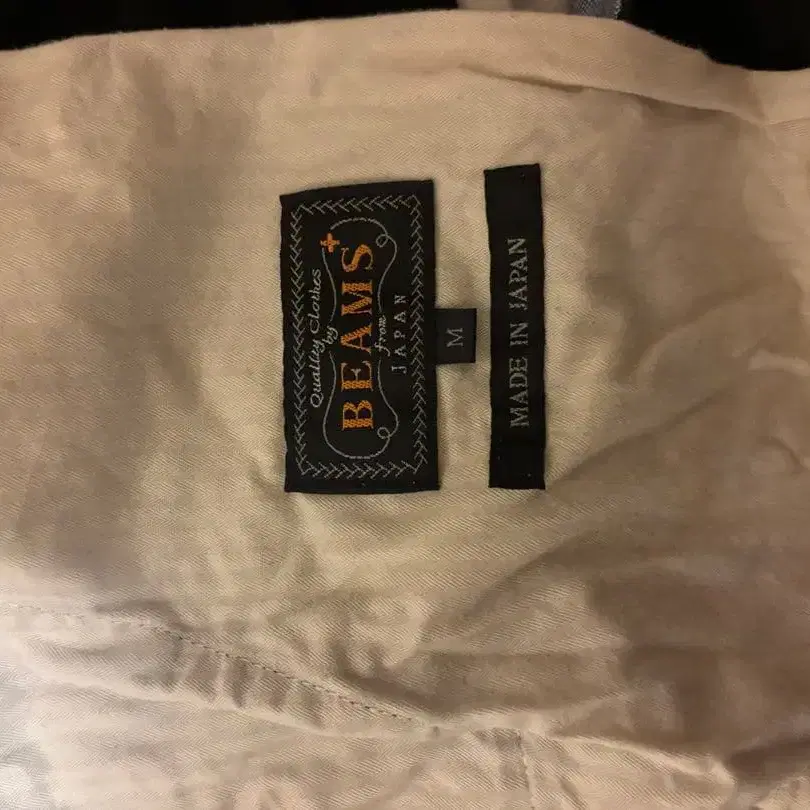 Quality Clothes
by
BEAMS+
from
JAPAN
M
MADE IN JAPAN